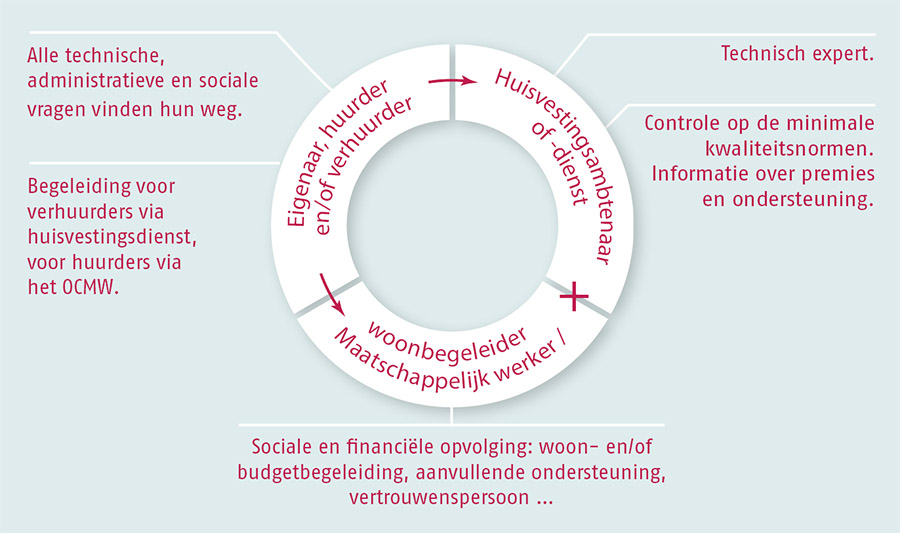 Alle technische,
administratieve en sociale
vragen vinden hun weg.
Begeleiding voor
verhuurders via
huisvestingsdienst,
voor huurders via
het OCMW.
Eigenaar, huurder
en/of verhuurder
Huisvestingsambtenaar
of -dienst
+
woonbegeleider
Maatschappelijk werker /
Technisch expert.
Controle op de minimale
kwaliteitsnormen.
Informatie over premies
en ondersteuning.
Sociale en financiële opvolging: woon- en/of
budgetbegeleiding, aanvullende ondersteuning,
vertrouwenspersoon ...